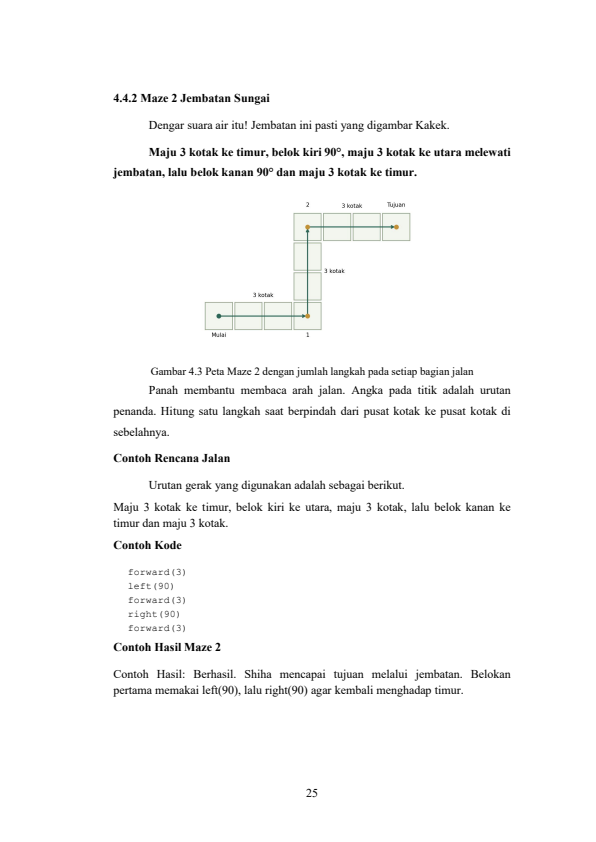 4.4.2 Maze 2 Jembatan Sungai
Dengar suara air itu! Jembatan ini pasti yang digambar Kakek.
Maju 3 kotak ke timur, belok kiri 90°, maju 3 kotak ke utara melewati
jembatan, lalu belok kanan 90° dan maju 3 kotak ke timur.
2
3 kotak
Tujuan
3 kotak
3 kotak
Mulai
1
Gambar 4.3 Peta Maze 2 dengan jumlah langkah pada setiap bagian jalan
Panah membantu membaca arah jalan. Angka pada titik adalah urutan
penanda. Hitung satu langkah saat berpindah dari pusat kotak ke pusat kotak di
sebelahnya.
Contoh Rencana Jalan
Urutan gerak yang digunakan adalah sebagai berikut.
Maju 3 kotak ke timur, belok kiri ke utara, maju 3 kotak, lalu belok kanan ke
timur dan maju 3 kotak.
Contoh Kode
forward(3)
left(90)
forward(3)
right(90)
forward(3)
Contoh Hasil Maze 2
Contoh Hasil: Berhasil. Shiha mencapai tujuan melalui jembatan. Belokan
pertama memakai left(90), lalu right(90) agar kembali menghadap timur.
25